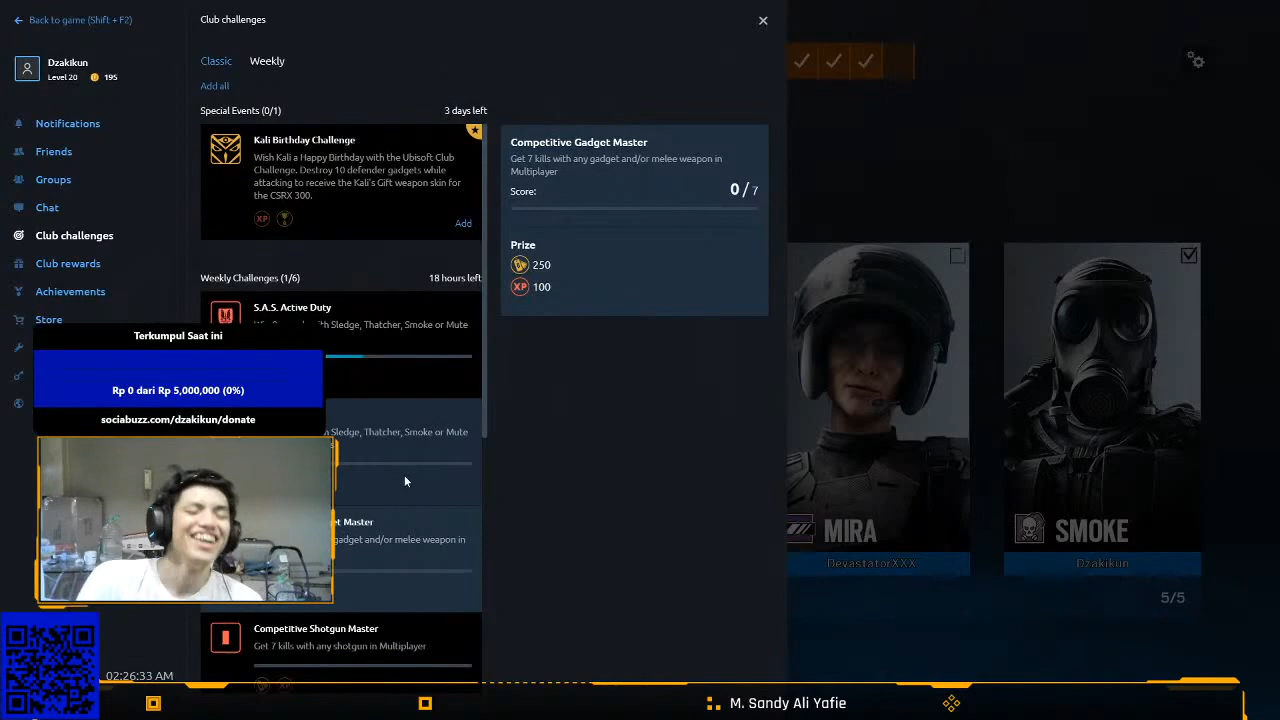 Back to game (Shift + F2)
Club challenges
Dzakikun
Level 20
195
Classic
Weekly
Add all
Special Events (0/1)
3 days left
Kali Birthday Challenge
Wish Kali a Happy Birthday with the Ubisoft Club
Challenge. Destroy 10 defender gadgets while
attacking to receive the Kali's Gift weapon skin for
the CSRX 300.
XP
Add
Competitive Gadget Master
Get 7 kills with any gadget and/or melee weapon in
Multiplayer
Score:
0 / 7
Prize
250
XP 100
Notifications
Friends
Groups
Chat
Club challenges
Club rewards
Achievements
Store
Weekly Challenges (1/6)
18 hours left
S.A.S. Active Duty
with Sledge, Thatcher, Smoke or Mute
Terkumpul Saat ini
Rp 0 dari Rp 5,000,000 (0%)
sociabuzz.com/dzakikun/donate
Sledge, Thatcher, Smoke or Mute
Master
gadget and/or melee weapon in
Competitive Shotgun Master
Get 7 kills with any shotgun in Multiplayer
MIRA
DevastatorXXX
SMOKE
Dzakikun
5/5
02:26:33 AM
M. Sandy Ali Yafie